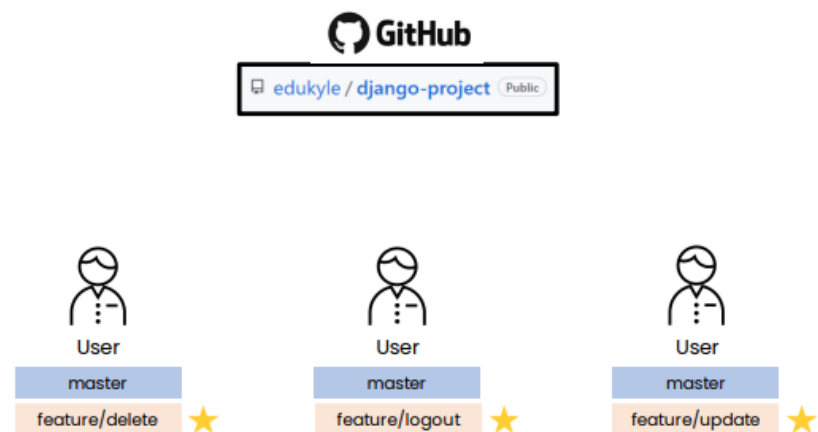 GitHub
edukyle / django-project Public
User User User
master master master
feature/delete feature/logout feature/update